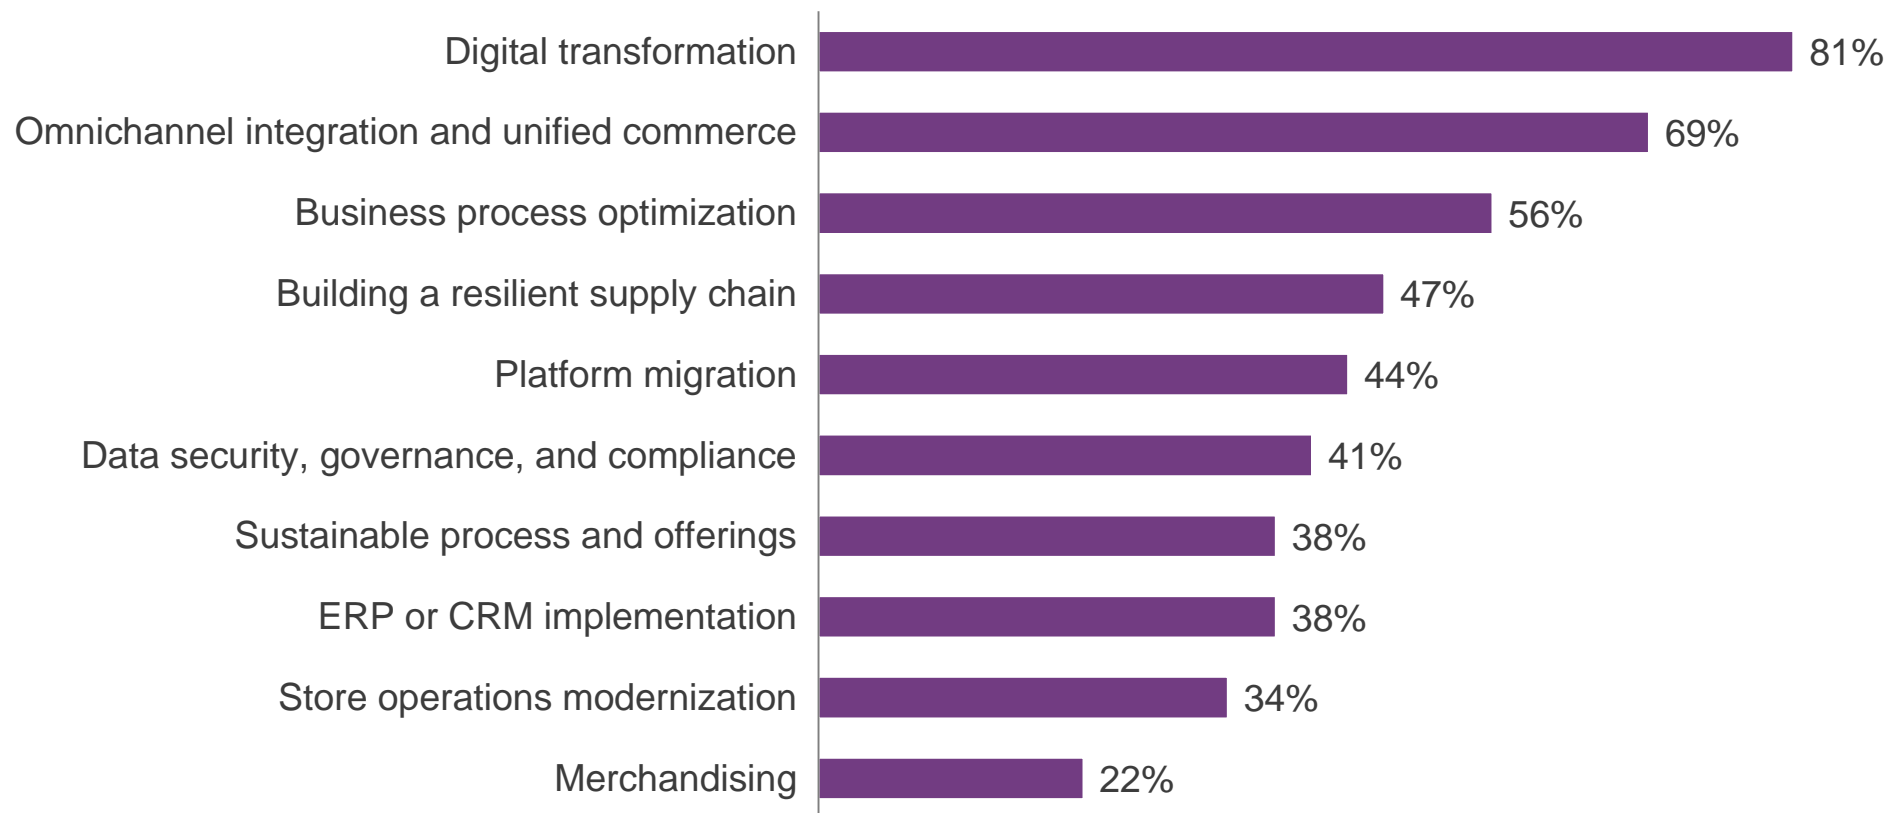 Digital transformation 81%
Omnichannel integration and unified commerce 69%
Business process optimization 56%
Building a resilient supply chain 47%
Platform migration 44%
Data security, governance, and compliance 41%
Sustainable process and offerings 38%
ERP or CRM implementation 38%
Store operations modernization 34%
Merchandising 22%